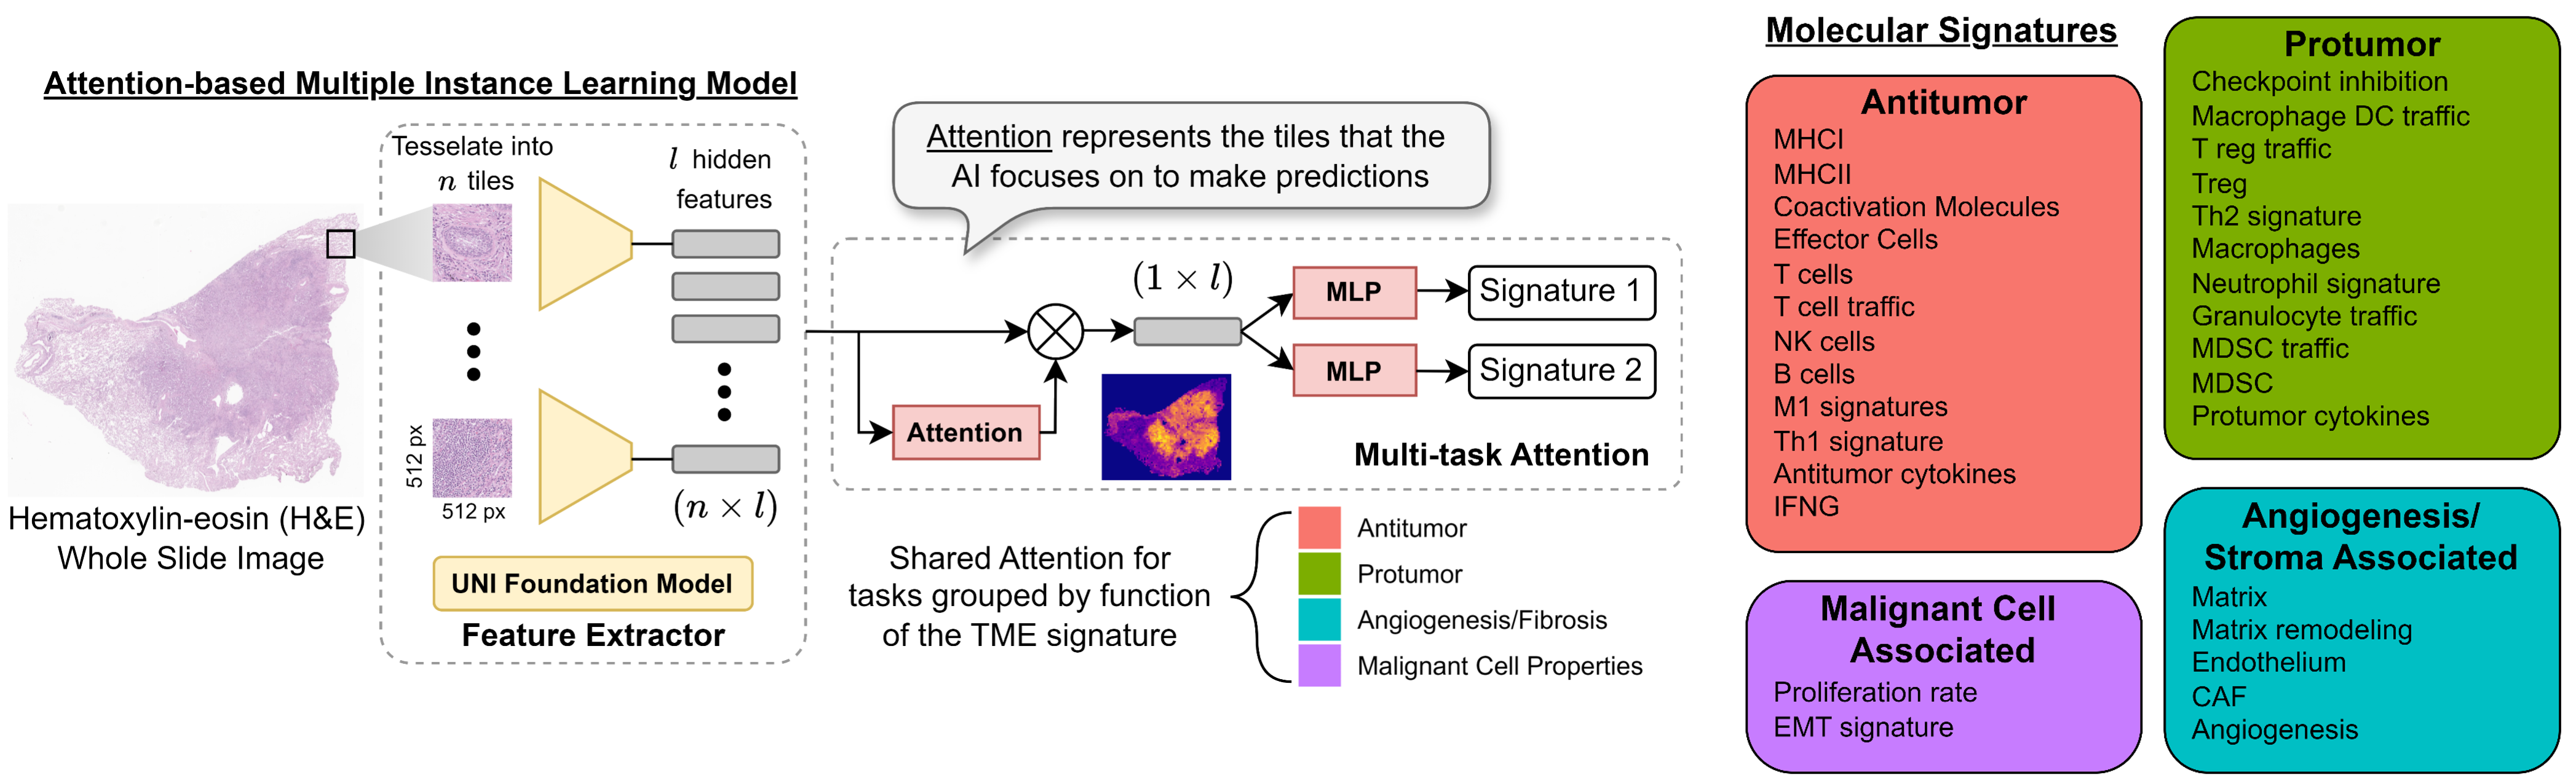 Attention-based Multiple Instance Learning Model
Tesselate into
n tiles
l hidden
features
512 px
512 px
(n × l)
Hematoxylin-eosin (H&E)
Whole Slide Image
UNI Foundation Model
Feature Extractor
Attention represents the tiles that the
AI focuses on to make predictions
(1 × l)
MLP
Signature 1
MLP
Signature 2
Attention
Multi-task Attention
Shared Attention for
tasks grouped by function
of the TME signature
Antitumor
Protumor
Angiogenesis/Fibrosis
Malignant Cell Properties
Molecular Signatures
Antitumor
MHCI
MHCII
Coactivation Molecules
Effector Cells
T cells
T cell traffic
NK cells
B cells
M1 signatures
Th1 signature
Antitumor cytokines
IFNG
Malignant Cell
Associated
Proliferation rate
EMT signature
Protumor
Checkpoint inhibition
Macrophage DC traffic
T reg traffic
Treg
Th2 signature
Macrophages
Neutrophil signature
Granulocyte traffic
MDSC traffic
MDSC
Protumor cytokines
Angiogenesis/
Stroma Associated
Matrix
Matrix remodeling
Endothelium
CAF
Angiogenesis